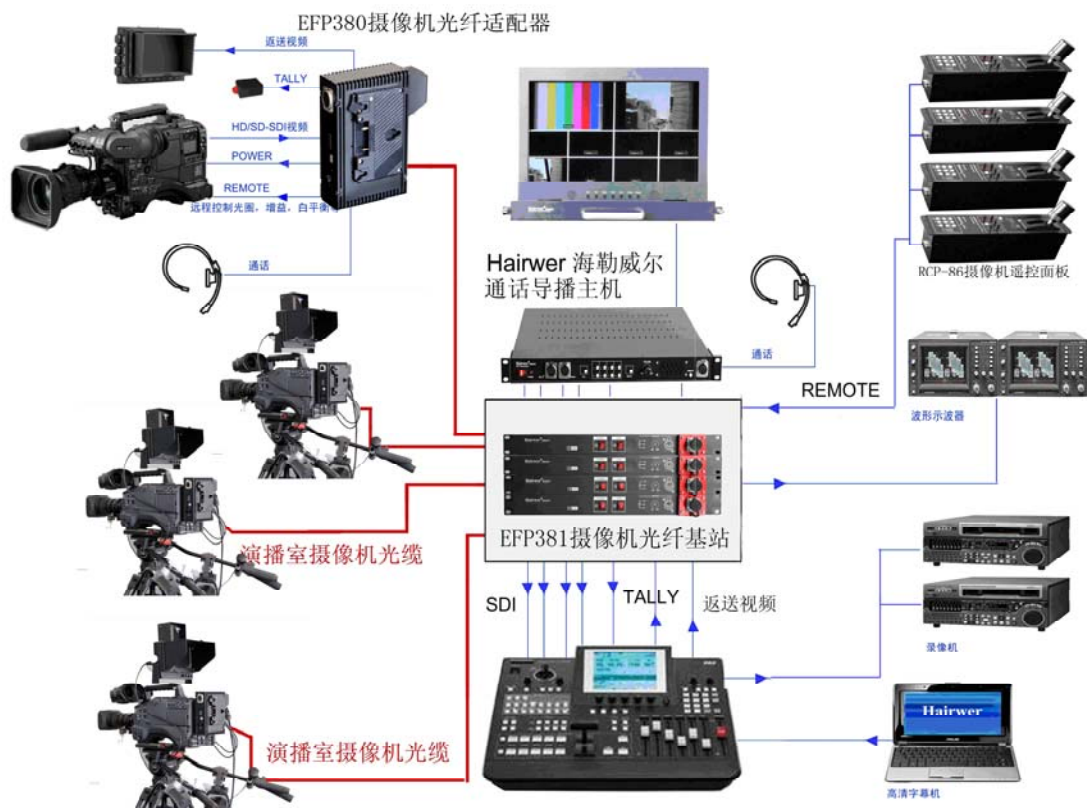 EFP380摄像机光纤适配器
返送视频
TALLY
HD/SD-SDI视频
POWER
REMOTE
远程控制光圈，增益，白平衡等
通话
Hairwer 海勒威尔
通话导播主机
通话
RCP-86摄像机遥控面板
REMOTE
波形示波器
EFP381摄像机光纤基站
演播室摄像机光缆
SDI
TALLY
返送视频
录像机
演播室摄像机光缆
Hairwer
高清字幕机